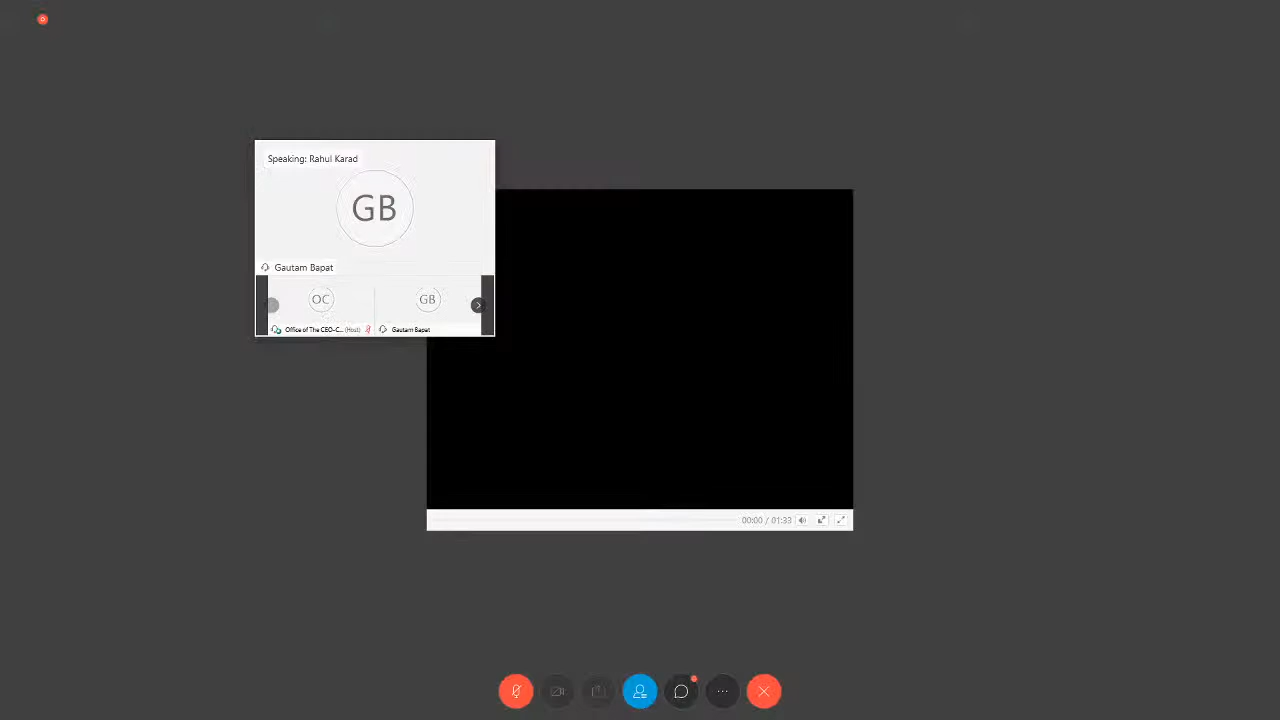 Speaking: Rahul Karad
GB
Gautam Bapat
OC
GB
Office of The CEO-C... (Host)
Gautam Bapat
00:00 / 01:33